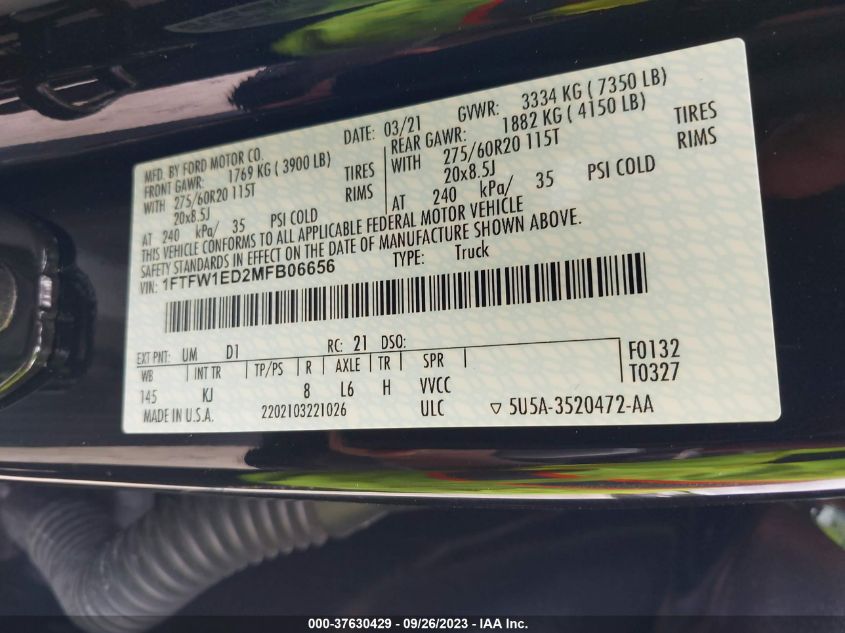 MFD. BY FORD MOTOR CO.
DATE: 03/21 GVWR: 3334 KG ( 7350 LB)
FRONT GAWR: 1769 KG ( 3900 LB)
REAR GAWR: 1882 KG ( 4150 LB)
WITH 275/60R20 115T TIRES
WITH 275/60R20 115T TIRES
20x8.5J RIMS
20x8.5J RIMS
AT 240 kPa/ 35 PSI COLD
AT 240 kPa/ 35 PSI COLD
THIS VEHICLE CONFORMS TO ALL APPLICABLE FEDERAL MOTOR VEHICLE
SAFETY STANDARDS IN EFFECT ON THE DATE OF MANUFACTURE SHOWN ABOVE.
VIN: 1FTFW1ED2MFB06656 TYPE: Truck
EXT PNT: UM D1 RC: 21 DSO:
WB INT TR TP/PS R AXLE TR SPR F0132
145 KJ 8 L6 H VVCC T0327
MADE IN U.S.A. 2202103221026 ULC ▽ 5U5A-3520472-AA
000-37630429 - 09/26/2023 - IAA Inc.